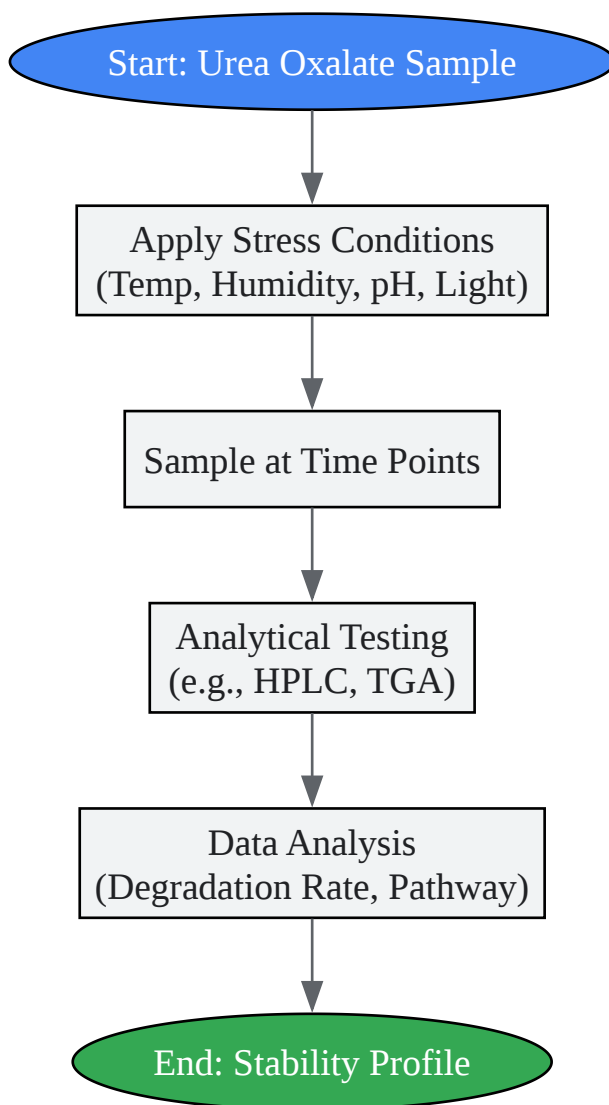 Start: Urea Oxalate Sample
Apply Stress Conditions
(Temp, Humidity, pH, Light)
Sample at Time Points
Analytical Testing
(e.g., HPLC, TGA)
Data Analysis
(Degradation Rate, Pathway)
End: Stability Profile